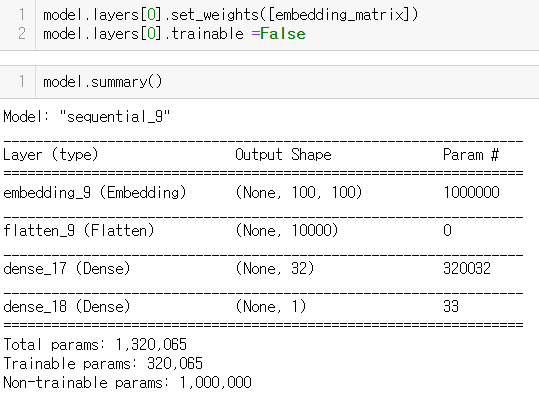 1 model.layers[0].set_weights([embedding_matrix])
2 model.layers[0].trainable =False
1 model.summary()
Model: "sequential_9"
_________________________________________________________________
Layer (type) Output Shape Param #
=================================================================
embedding_9 (Embedding) (None, 100, 100) 1000000
_________________________________________________________________
flatten_9 (Flatten) (None, 10000) 0
_________________________________________________________________
dense_17 (Dense) (None, 32) 320032
_________________________________________________________________
dense_18 (Dense) (None, 1) 33
=================================================================
Total params: 1,320,065
Trainable params: 320,065
Non-trainable params: 1,000,000